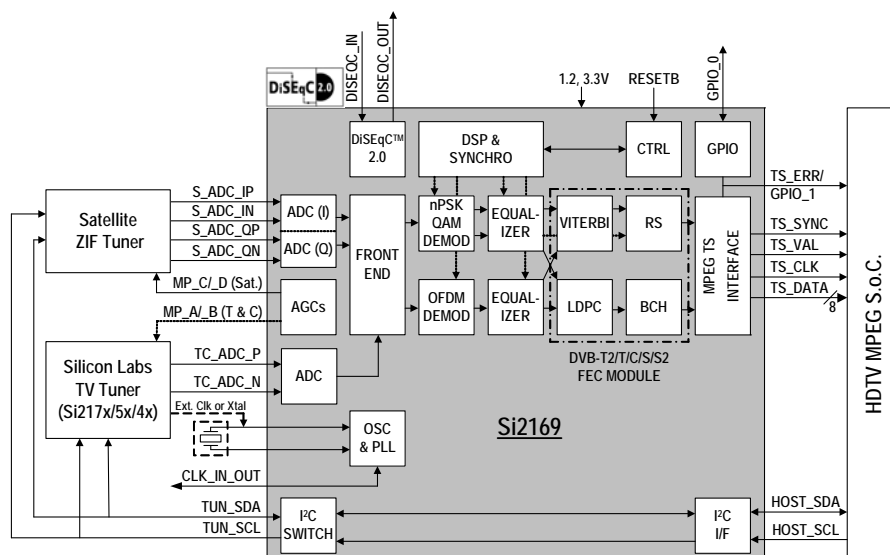 DISEQC_IN
DISEQC_OUT
DiSEqC 2.0
1.2, 3.3V
RESETB
GPIO_0
DiSEqC™
2.0
DSP &
SYNCHRO
CTRL
GPIO
TS_ERR/
GPIO_1
S_ADC_IP
S_ADC_IN
S_ADC_QP
S_ADC_QN
Satellite
ZIF Tuner
ADC (I)
ADC (Q)
FRONT
END
nPSK
QAM
DEMOD
EQUAL-
IZER
VITERBI
RS
MPEG TS
INTERFACE
TS_SYNC
TS_VAL
TS_CLK
TS_DATA
8
MP_C/_D (Sat.)
MP_A/_B (T & C)
AGCs
OFDM
DEMOD
EQUAL-
IZER
LDPC
BCH
DVB-T2/T/C/S/S2
FEC MODULE
Silicon Labs
TV Tuner
(Si217x/5x/4x)
TC_ADC_P
TC_ADC_N
ADC
Ext. Clk or Xtal
OSC
& PLL
Si2169
CLK_IN_OUT
TUN_SDA
TUN_SCL
I²C
SWITCH
I²C
I/F
HOST_SDA
HOST_SCL
HDTV MPEG S.o.C.